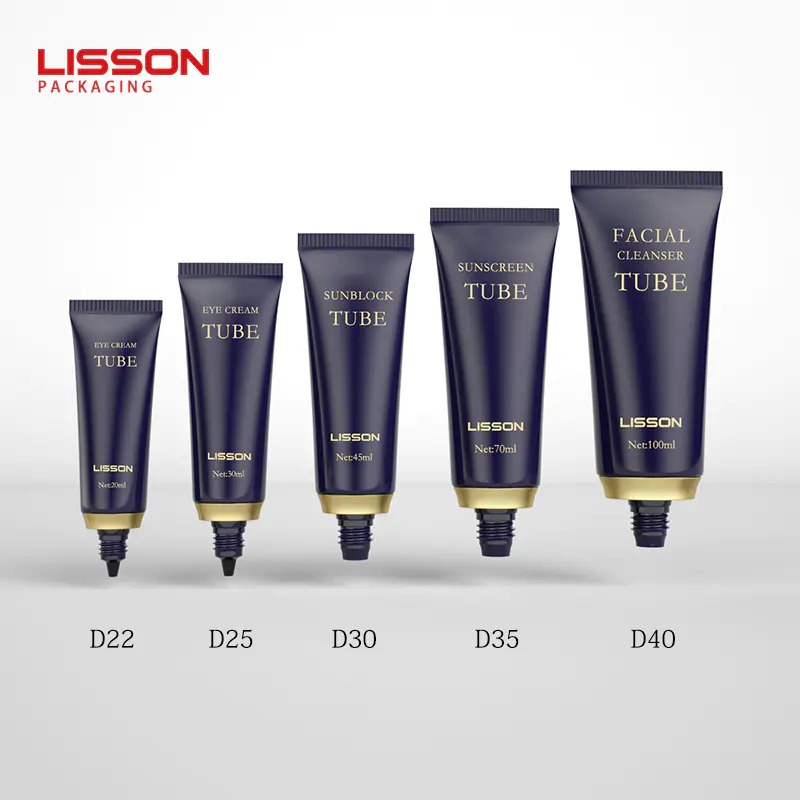 LISSON
PACKAGING
EYE CREAM
TUBE
LISSON
Net:20ml
EYE CREAM
TUBE
LISSON
Net:30ml
SUNBLOCK
TUBE
LISSON
Net:45ml
SUNSCREEN
TUBE
LISSON
Net:70ml
FACIAL
CLEANSER
TUBE
LISSON
Net:100ml
D22
D25
D30
D35
D40